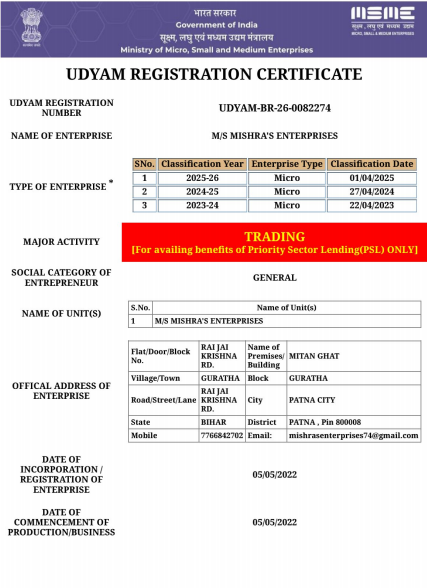 भारत सरकार
Government of India
सूक्ष्म, लघु एवं मध्यम उद्यम मंत्रालय
Ministry of Micro, Small and Medium Enterprises
MSME
MICRO, SMALL & MEDIUM ENTERPRISES
UDYAM REGISTRATION CERTIFICATE
UDYAM REGISTRATION NUMBER UDYAM-BR-26-0082274
NAME OF ENTERPRISE M/S MISHRA'S ENTERPRISES
TYPE OF ENTERPRISE *
SNo. Classification Year Enterprise Type Classification Date
1 2025-26 Micro 01/04/2025
2 2024-25 Micro 27/04/2024
3 2023-24 Micro 22/04/2023
MAJOR ACTIVITY TRADING
[For availing benefits of Priority Sector Lending(PSL) ONLY]
SOCIAL CATEGORY OF ENTREPRENEUR GENERAL
NAME OF UNIT(S)
S.No. Name of Unit(s)
1 M/S MISHRA'S ENTERPRISES
OFFICAL ADDRESS OF ENTERPRISE
Flat/Door/Block No. RAI JAI KRISHNA RD. Name of Premises/ Building MITAN GHAT
Village/Town GURATHA Block GURATHA
Road/Street/Lane RAI JAI KRISHNA RD. City PATNA CITY
State BIHAR District PATNA , Pin 800008
Mobile 7766842702 Email: mishrasenterprises74@gmail.com
DATE OF INCORPORATION / REGISTRATION OF ENTERPRISE 05/05/2022
DATE OF COMMENCEMENT OF PRODUCTION/BUSINESS 05/05/2022